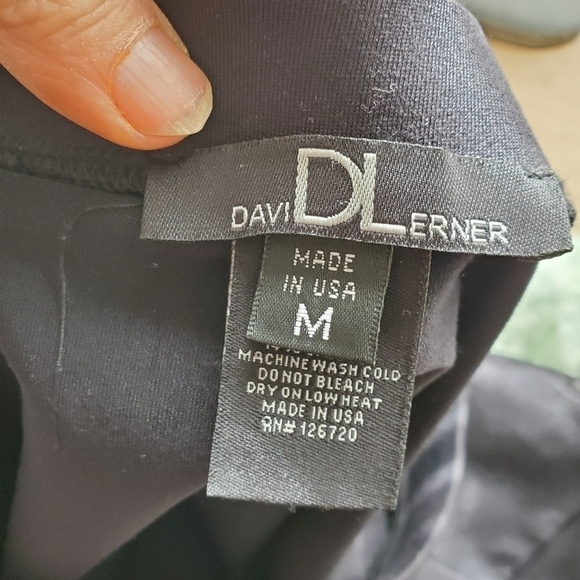 DAVIDLERNER
MADE
IN USA
M
MACHINE WASH COLD
DO NOT BLEACH
DRY ON LOW HEAT
MADE IN USA
RN# 126720